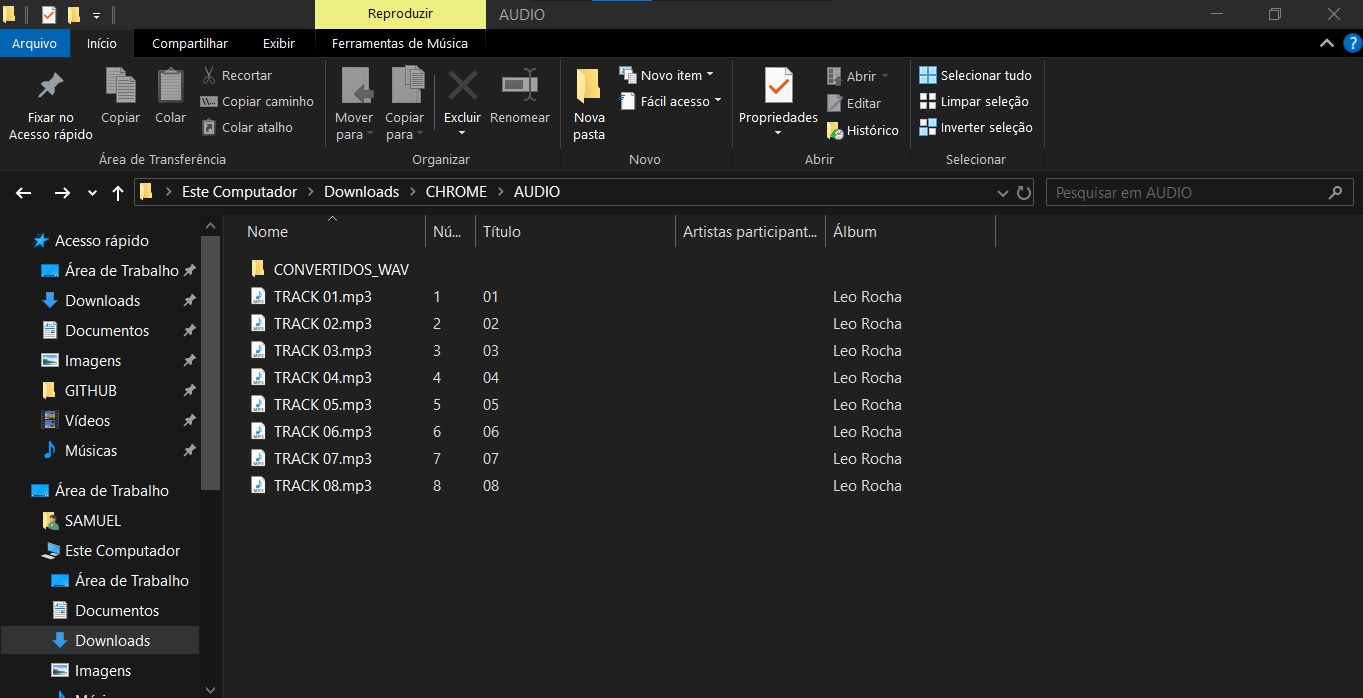 Reproduzir
AUDIO
Arquivo
Início
Compartilhar
Exibir
Ferramentas de Música
?
Fixar no
Acesso rápido
Copiar
Colar
Recortar
Copiar caminho
Colar atalho
Área de Transferência
Mover
para
Copiar
para
Excluir
Renomear
Organizar
Nova
pasta
Novo item
Fácil acesso
Novo
Propriedades
Abrir
Editar
Histórico
Abrir
Selecionar tudo
Limpar seleção
Inverter seleção
Selecionar
Este Computador > Downloads > CHROME > AUDIO
Pesquisar em AUDIO
Acesso rápido
Área de Trabalho
Downloads
Documentos
Imagens
GITHUB
Vídeos
Músicas
Área de Trabalho
SAMUEL
Este Computador
Área de Trabalho
Documentos
Downloads
Imagens
Nome Nú... Título Artistas participant... Álbum
CONVERTIDOS_WAV
TRACK 01.mp3 1 01 Leo Rocha
TRACK 02.mp3 2 02 Leo Rocha
TRACK 03.mp3 3 03 Leo Rocha
TRACK 04.mp3 4 04 Leo Rocha
TRACK 05.mp3 5 05 Leo Rocha
TRACK 06.mp3 6 06 Leo Rocha
TRACK 07.mp3 7 07 Leo Rocha
TRACK 08.mp3 8 08 Leo Rocha